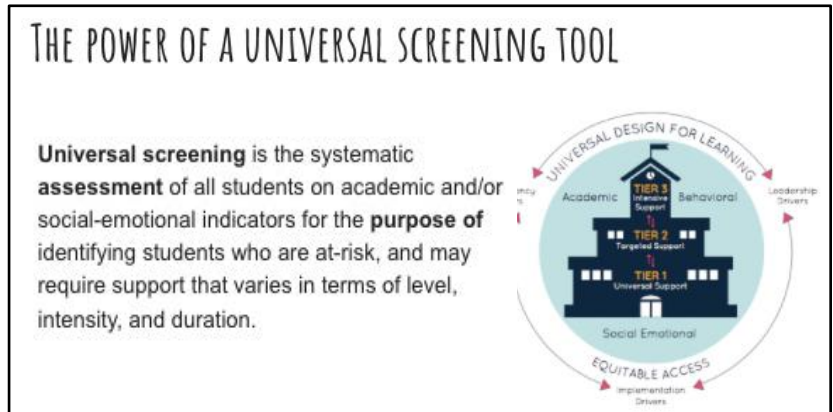 THE POWER OF A UNIVERSAL SCREENING TOOL
Universal screening is the systematic
assessment of all students on academic and/or
social-emotional indicators for the purpose of
identifying students who are at-risk, and may
require support that varies in terms of level,
intensity, and duration.
UNIVERSAL DESIGN FOR LEARNING
TIER 3
Intensive
Support
Academic
Behavioral
Leadership
Drivers
TIER 2
Targeted Support
TIER 1
Universal Support
Social Emotional
EQUITABLE ACCESS
Implementation
Drivers